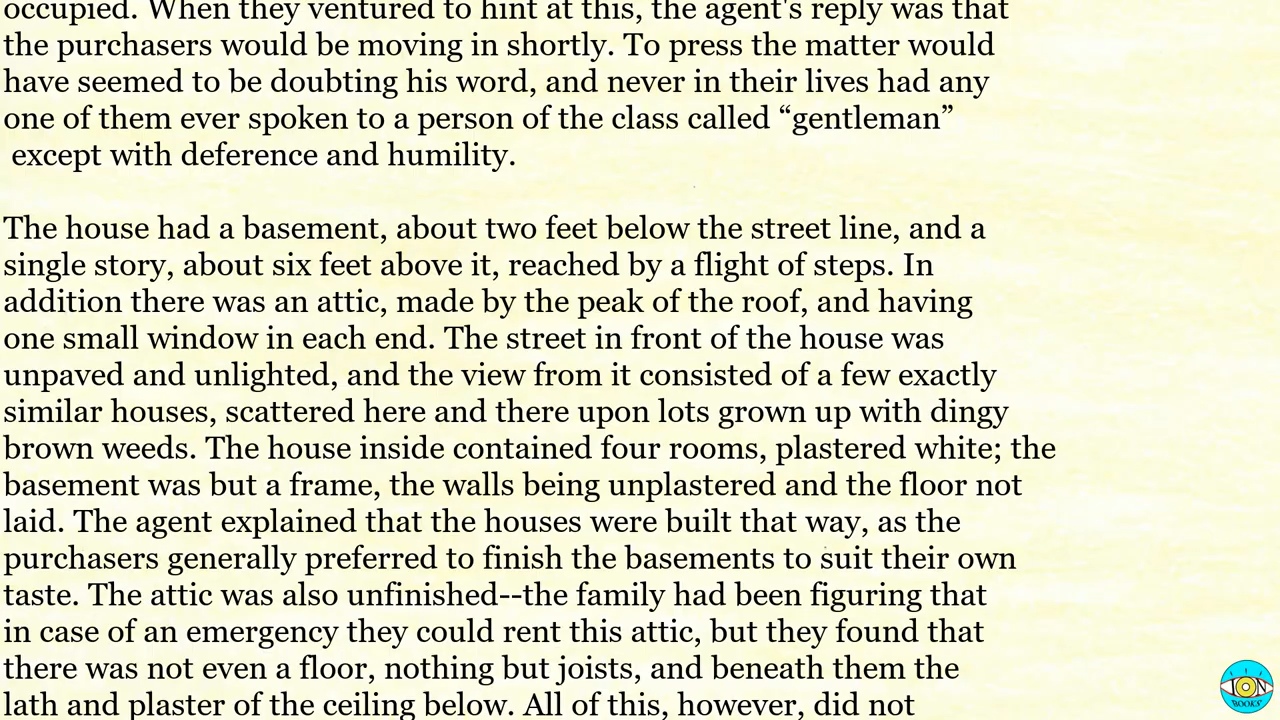 occupied. When they ventured to hint at this, the agent's reply was that
the purchasers would be moving in shortly. To press the matter would
have seemed to be doubting his word, and never in their lives had any
one of them ever spoken to a person of the class called “gentleman”
except with deference and humility.
The house had a basement, about two feet below the street line, and a
single story, about six feet above it, reached by a flight of steps. In
addition there was an attic, made by the peak of the roof, and having
one small window in each end. The street in front of the house was
unpaved and unlighted, and the view from it consisted of a few exactly
similar houses, scattered here and there upon lots grown up with dingy
brown weeds. The house inside contained four rooms, plastered white; the
basement was but a frame, the walls being unplastered and the floor not
laid. The agent explained that the houses were built that way, as the
purchasers generally preferred to finish the basements to suit their own
taste. The attic was also unfinished--the family had been figuring that
in case of an emergency they could rent this attic, but they found that
there was not even a floor, nothing but joists, and beneath them the
lath and plaster of the ceiling below. All of this, however, did not
ION
BOOKS